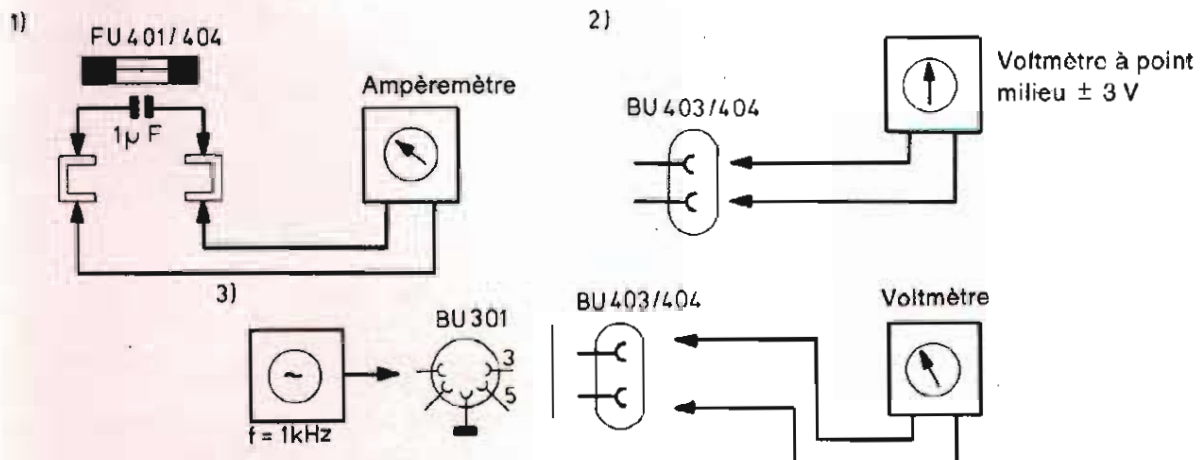 1)
FU 401/404
1µF
Ampèremètre
2)
BU 403/404
Voltmètre à point
milieu ± 3 V
3)
f = 1kHz
~
BU 301
3
5
BU 403/404
Voltmètre